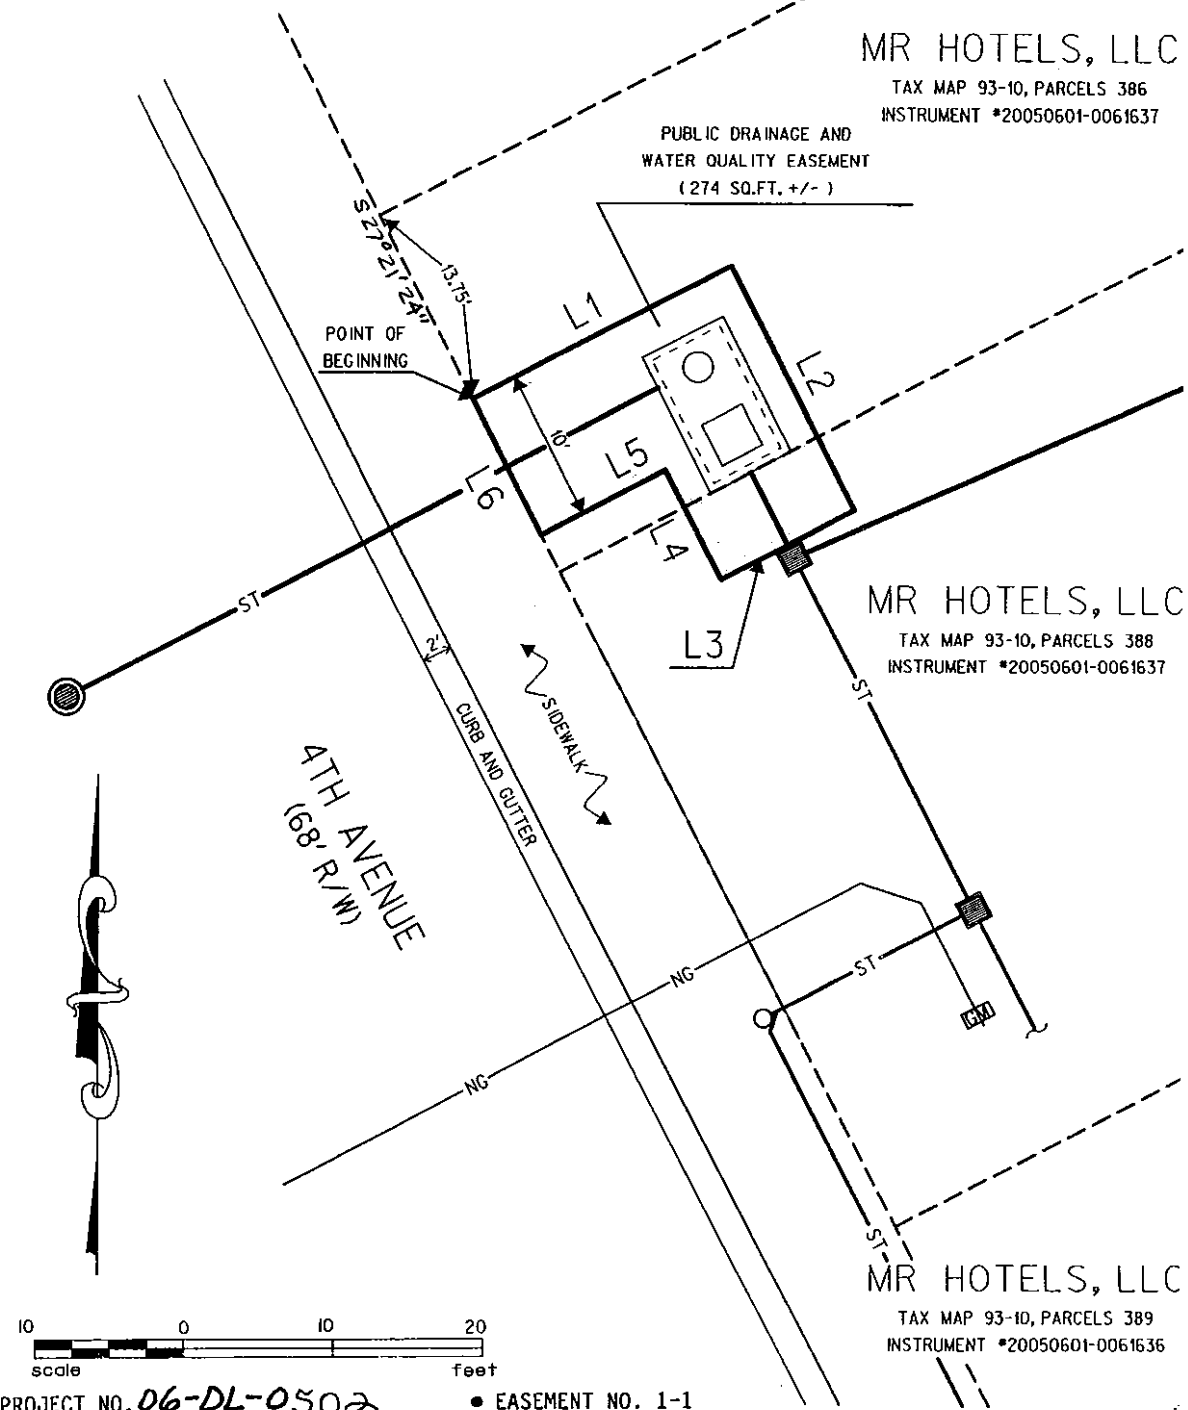 MR HOTELS, LLC
TAX MAP 93-10, PARCELS 386
INSTRUMENT *20050601-0061637
PUBLIC DRAINAGE AND
WATER QUALITY EASEMENT
(274 SQ.FT. +/- )
S 27° 21' 24"
13.75'
POINT OF
BEGINNING
L1
L2
10'
L5
L6
L4
L3
ST
2'
MR HOTELS, LLC
TAX MAP 93-10, PARCELS 388
INSTRUMENT *20050601-0061637
ST
SIDEWALK
CURB AND GUTTER
4TH AVENUE
(68' R/W)
NG
ST
GM
NG
ST
MR HOTELS, LLC
TAX MAP 93-10, PARCELS 389
INSTRUMENT *20050601-0061636
10 0 10 20
scale feet
PROJECT NO. 06-DL-0502 • EASEMENT NO. 1-1